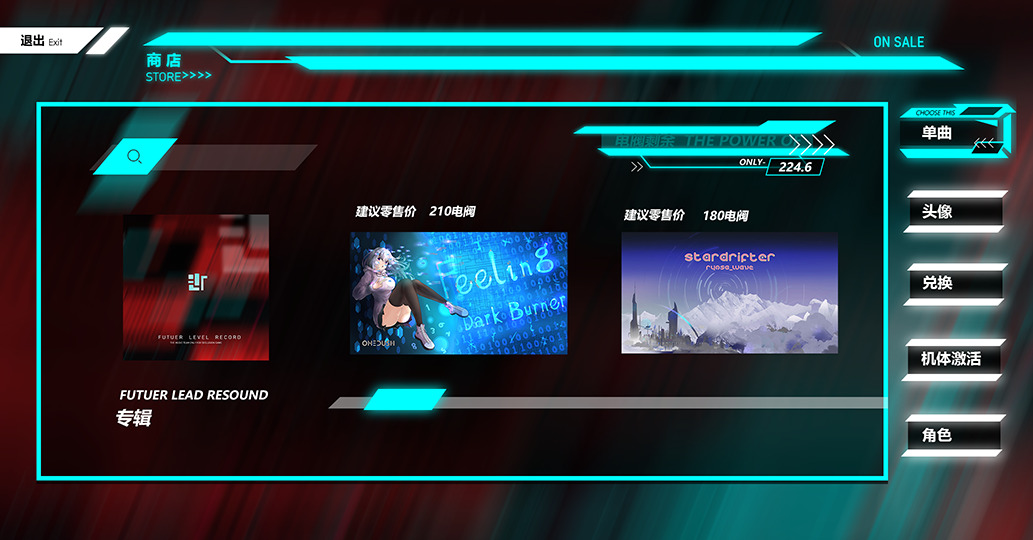 退出 Exit
商店
STORE>>>>
ON SALE
电阀剩余 THE POWER O
ONLY-
224.6
建议零售价 210电阀
建议零售价 180电阀
Feeling
Dark Burner
ONEDUSH
stardrifter
ryose_wave
FUTUER LEVEL RECORD
FUTUER LEAD RESOUND
专辑
CHOOSE THIS
单曲
头像
兑换
机体激活
角色